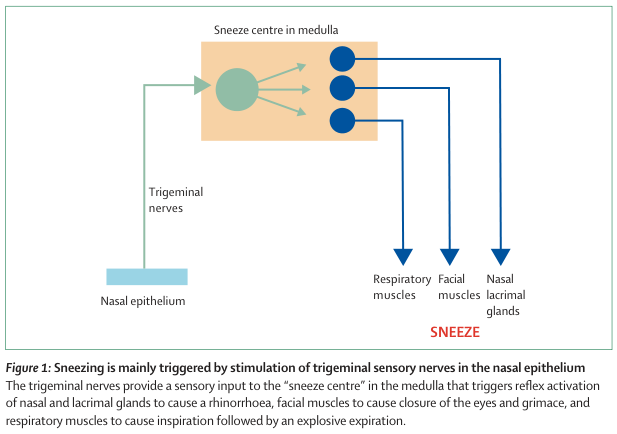 Sneeze centre in medulla
Trigeminal
nerves
Nasal epithelium
Respiratory
muscles
Facial
muscles
Nasal
lacrimal
glands
SNEEZE
Figure 1: Sneezing is mainly triggered by stimulation of trigeminal sensory nerves in the nasal epithelium
The trigeminal nerves provide a sensory input to the “sneeze centre” in the medulla that triggers reflex activation
of nasal and lacrimal glands to cause a rhinorrhoea, facial muscles to cause closure of the eyes and grimace, and
respiratory muscles to cause inspiration followed by an explosive expiration.